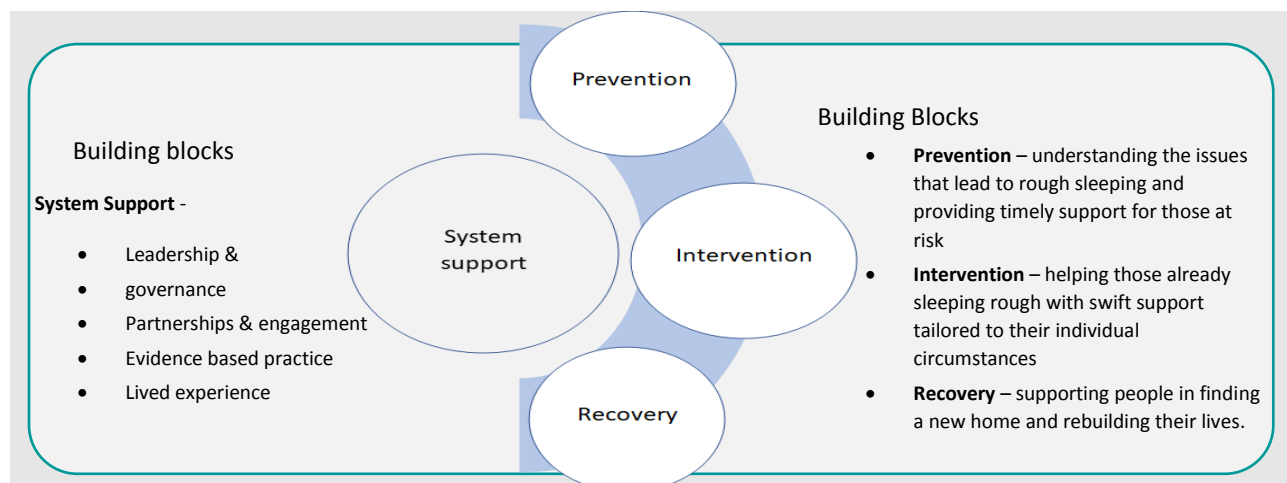 Building blocks
System Support -
• Leadership &
• governance
• Partnerships & engagement
• Evidence based practice
• Lived experience
Prevention
System
support
Intervention
Recovery
Building Blocks
• Prevention – understanding the issues
that lead to rough sleeping and
providing timely support for those at
risk
• Intervention – helping those already
sleeping rough with swift support
tailored to their individual
circumstances
• Recovery – supporting people in finding
a new home and rebuilding their lives.